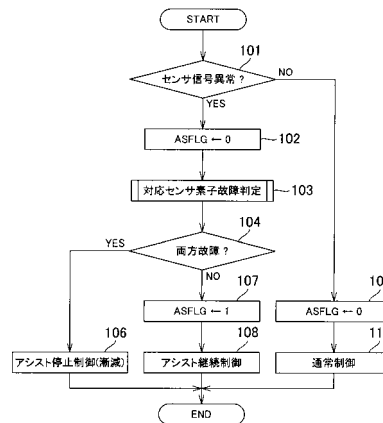 START
101
センサ信号異常?
NO
YES
ASFLG ← 0
102
対応センサ素子故障判定
103
104
YES
両方故障?
NO
107
ASFLG ← 1
ASFLG ← 0
106
108
アシスト停止制御(漸減)
アシスト継続制御
通常制御
END